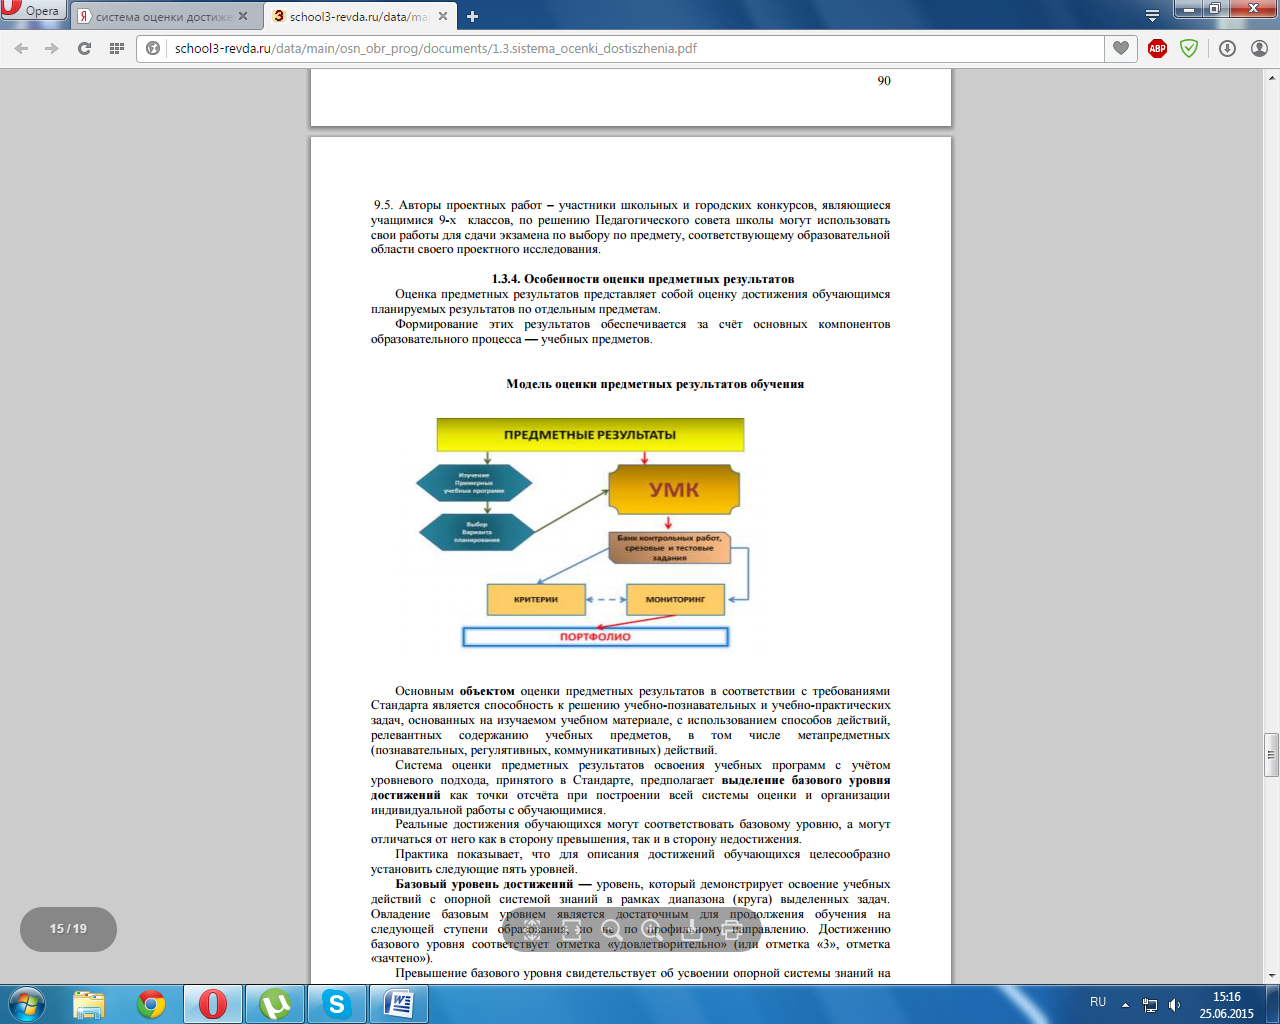 Opera
система оценки достиже
school3-revda.ru/data/ma
school3-revda.ru/data/main/osn_obr_prog/documents/1.3.sistema_ocenki_dostiszhenia.pdf
ABP
90
9.5. Авторы проектных работ – участники школьных и городских конкурсов, являющиеся
учащимися 9-х классов, по решению Педагогического совета школы могут использовать
свои работы для сдачи экзамена по выбору по предмету, соответствующему образовательной
области своего проектного исследования.
1.3.4. Особенности оценки предметных результатов
Оценка предметных результатов представляет собой оценку достижения обучающимся
планируемых результатов по отдельным предметам.
Формирование этих результатов обеспечивается за счёт основных компонентов
образовательного процесса — учебных предметов.
Модель оценки предметных результатов обучения
ПРЕДМЕТНЫЕ РЕЗУЛЬТАТЫ
Изучение
Примерных
учебных программ
УМК
Выбор
Варианта
планирования
Банк контрольных работ,
срезовые и тестовые
задания
КРИТЕРИИ
МОНИТОРИНГ
ПОРТФОЛИО
Основным объектом оценки предметных результатов в соответствии с требованиями
Стандарта является способность к решению учебно-познавательных и учебно-практических
задач, основанных на изучаемом учебном материале, с использованием способов действий,
релевантных содержанию учебных предметов, в том числе метапредметных
(познавательных, регулятивных, коммуникативных) действий.
Система оценки предметных результатов освоения учебных программ с учётом
уровневого подхода, принятого в Стандарте, предполагает выделение базового уровня
достижений как точки отсчёта при построении всей системы оценки и организации
индивидуальной работы с обучающимися.
Реальные достижения обучающихся могут соответствовать базовому уровню, а могут
отличаться от него как в сторону превышения, так и в сторону недостижения.
Практика показывает, что для описания достижений обучающихся целесообразно
установить следующие пять уровней.
Базовый уровень достижений — уровень, который демонстрирует освоение учебных
действий с опорной системой знаний в рамках диапазона (круга) выделенных задач.
Овладение базовым уровнем является достаточным для продолжения обучения на
следующей ступени образования, но не по профильному направлению. Достижению
базового уровня соответствует отметка «удовлетворительно» (или отметка «3», отметка
«зачтено»).
Превышение базового уровня свидетельствует об усвоении опорной системы знаний на
15 / 19
RU
15:16
25.06.2015